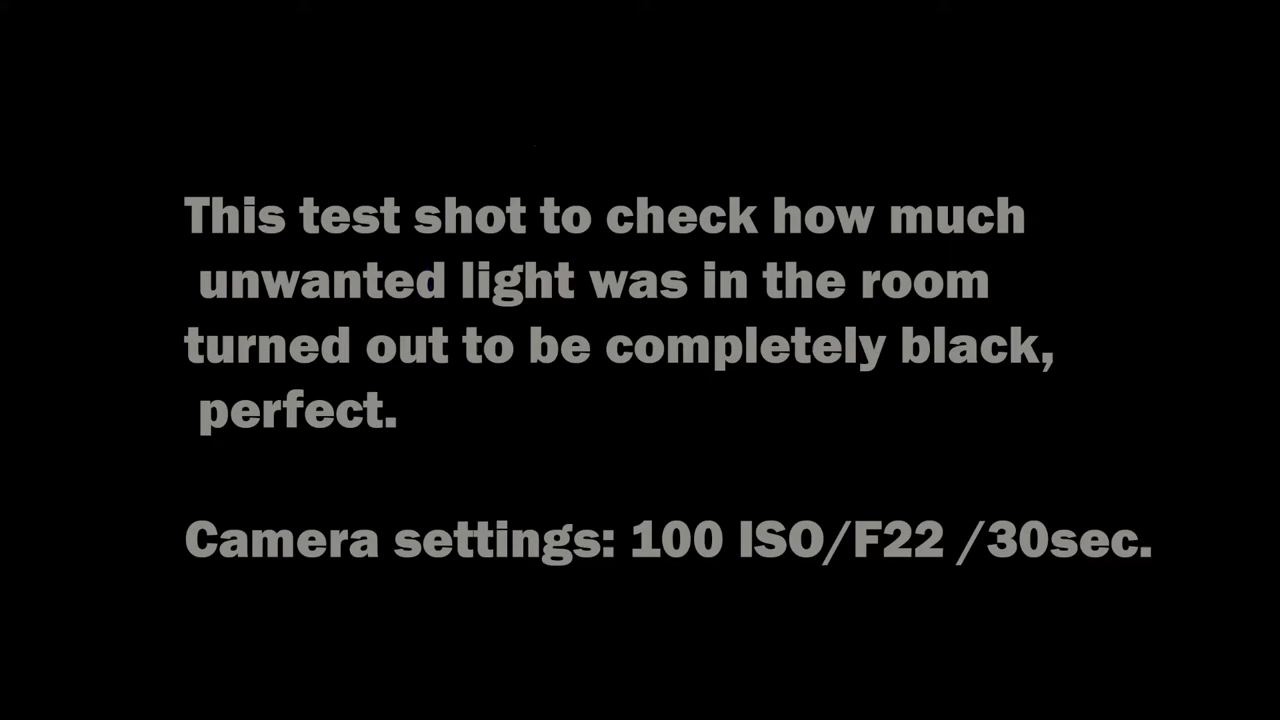 This test shot to check how much
unwanted light was in the room
turned out to be completely black,
perfect.
Camera settings: 100 ISO/F22 /30sec.